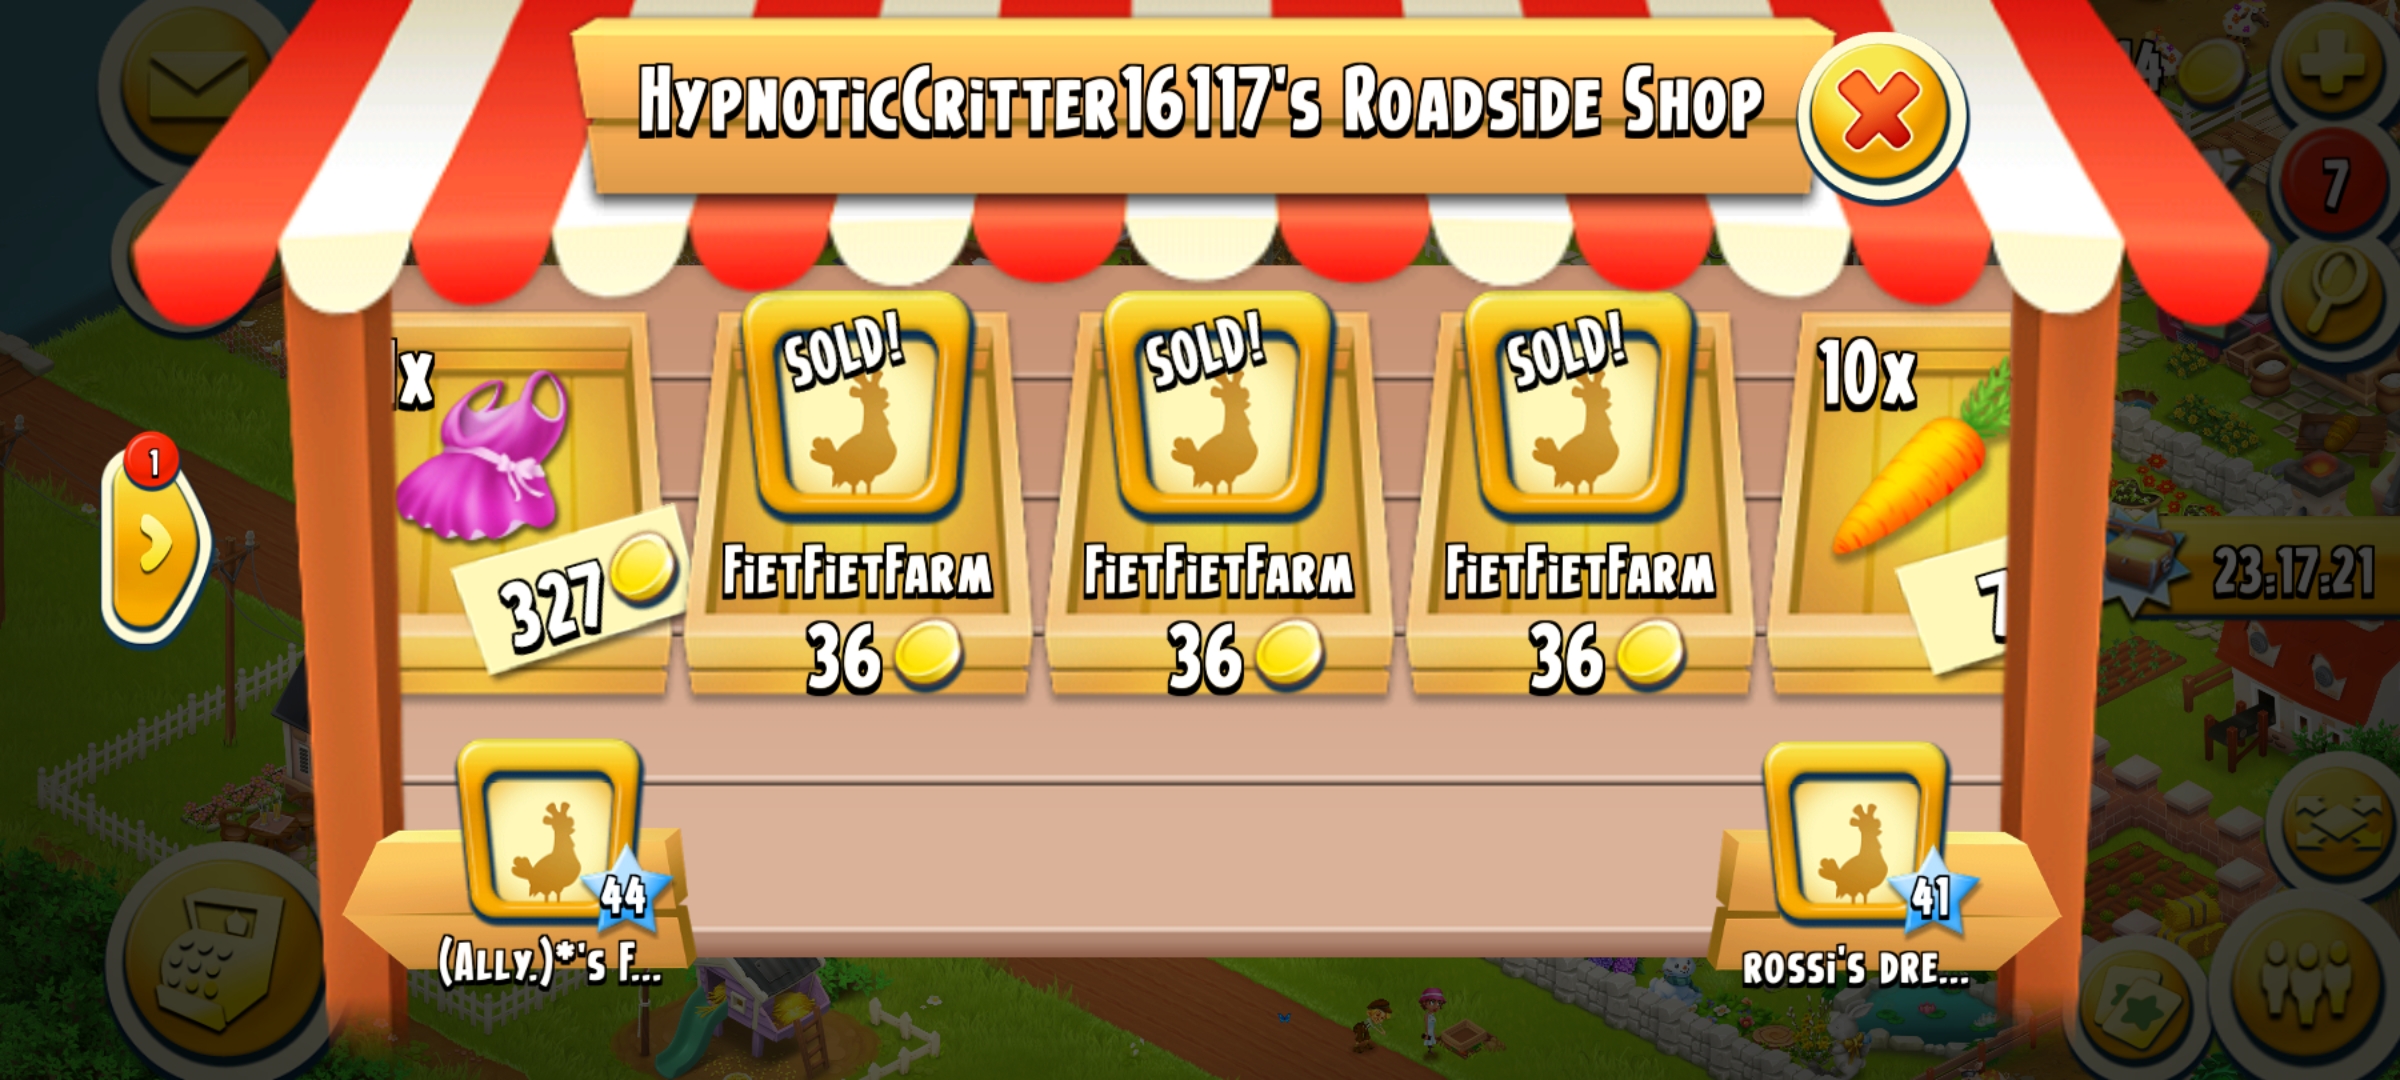 HypnoticCritter16117's Roadside Shop
SOLD! SOLD! SOLD!
x
10x
1
7
327
FietFietFarm FietFietFarm FietFietFarm
36 36 36
23:17:21
44
41
(Ally.)*'s F...
rossi's dre...